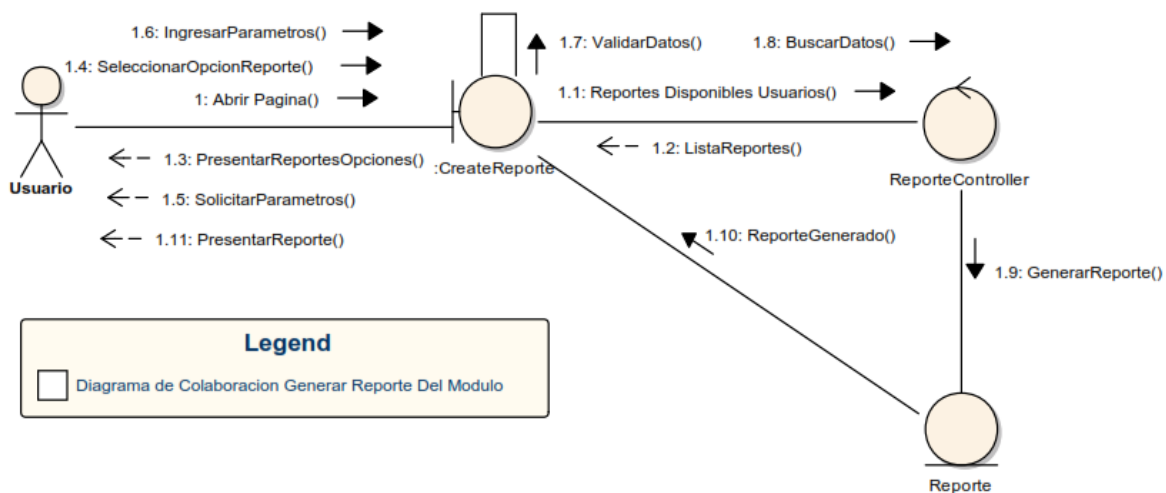 1.6: IngresarParametros()
1.7: ValidarDatos()
1.8: BuscarDatos()
1.4: SeleccionarOpcionReporte()
1: Abrir Pagina()
1.1: Reportes Disponibles Usuarios()
1.3: PresentarReportesOpciones()
:CreateReporte
1.2: ListaReportes()
ReporteController
Usuario
1.5: SolicitarParametros()
1.11: PresentarReporte()
1.10: ReporteGenerado()
1.9: GenerarReporte()
Legend
Diagrama de Colaboracion Generar Reporte Del Modulo
Reporte